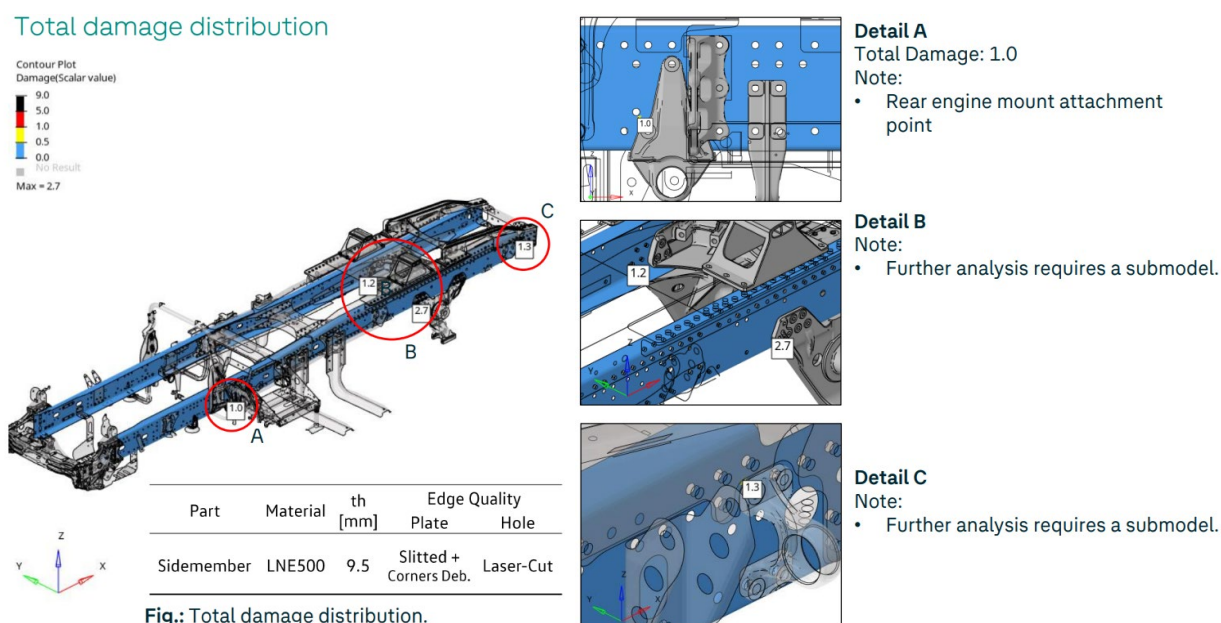 Total damage distribution
Contour Plot
Damage(Scalar value)
9.0
5.0
1.0
0.5
0.0
No Result
Max = 2.7
C
1.3
1.2
2.7
B
1.0
A
Part Material th [mm] Edge Quality
Plate Hole
Sidemember LNE500 9.5 Slitted + Corners Deb. Laser-Cut
Z
Y
X
Fig.: Total damage distribution.
1.0
Z
X
Detail A
Total Damage: 1.0
Note:
• Rear engine mount attachment
point
1.2
2.7
Z
Y
Detail B
Note:
• Further analysis requires a submodel.
1.3
Z
Y
X
Detail C
Note:
• Further analysis requires a submodel.